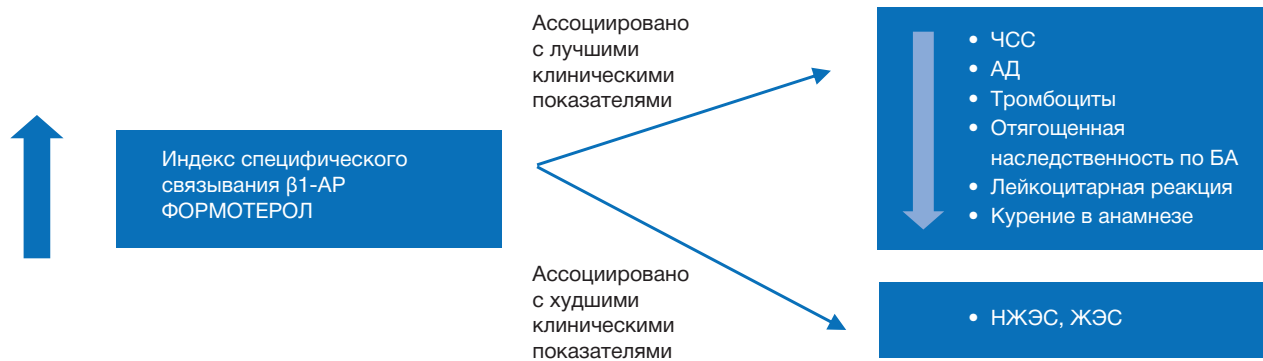 Индекс специфического
связывания β1-АР
ФОРМОТЕРОЛ
Ассоциировано
с лучшими
клиническими
показателями
• ЧСС
• АД
• Тромбоциты
• Отягощенная
наследственность по БА
• Лейкоцитарная реакция
• Курение в анамнезе
Ассоциировано
с худшими
клиническими
показателями
• НЖЭС, ЖЭС